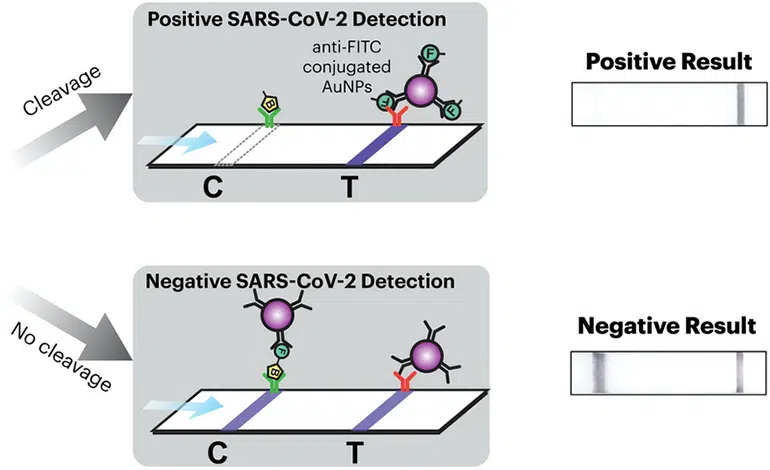 Positive SARS-CoV-2 Detection
Cleavage
anti-FITC
conjugated
AuNPs
F
F
F
B
C
T
Positive Result
Negative SARS-CoV-2 Detection
No cleavage
F
B
C
T
Negative Result